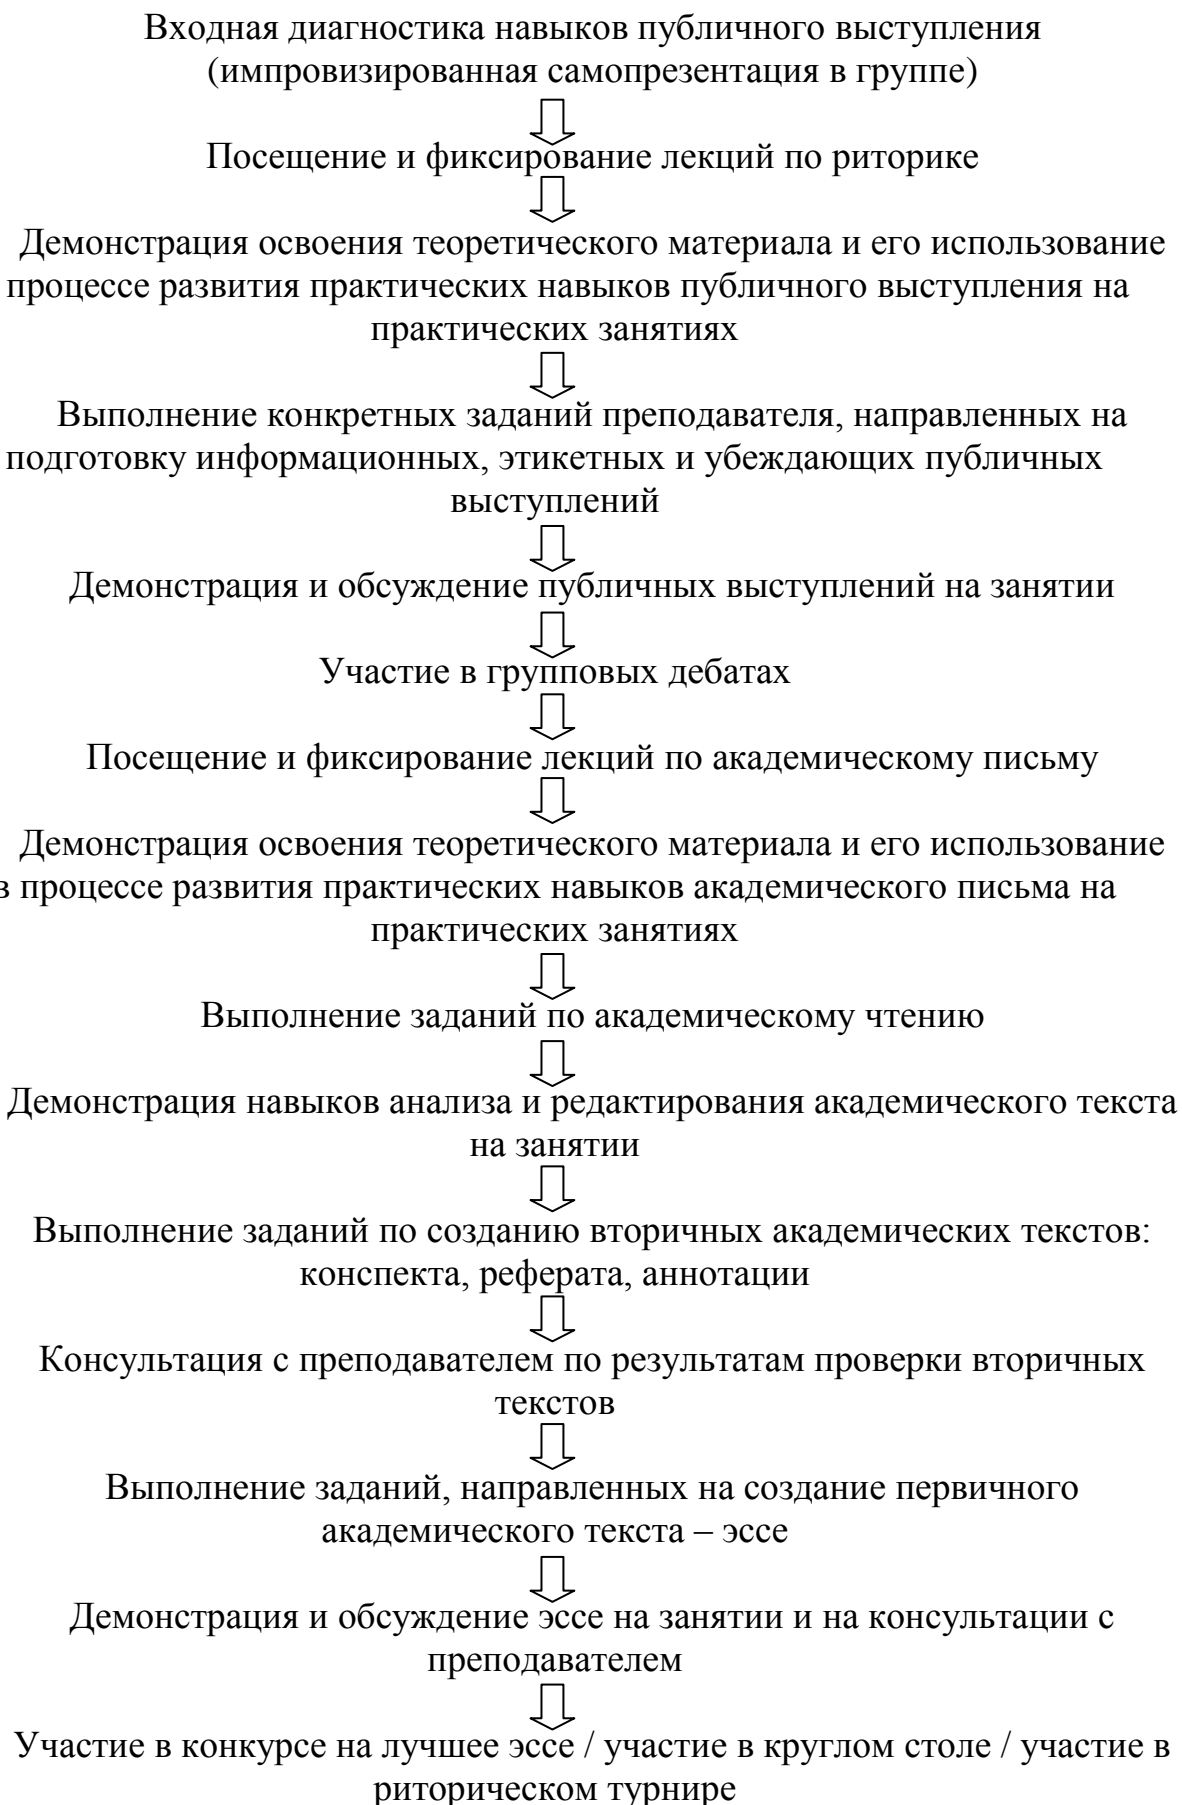 Входная диагностика навыков публичного выступления
(импровизированная самопрезентация в группе)
Посещение и фиксирование лекций по риторике
Демонстрация освоения теоретического материала и его использование
процессе развития практических навыков публичного выступления на
практических занятиях
Выполнение конкретных заданий преподавателя, направленных на
подготовку информационных, этикетных и убеждающих публичных
выступлений
Демонстрация и обсуждение публичных выступлений на занятии
Участие в групповых дебатах
Посещение и фиксирование лекций по академическому письму
Демонстрация освоения теоретического материала и его использование
в процессе развития практических навыков академического письма на
практических занятиях
Выполнение заданий по академическому чтению
Демонстрация навыков анализа и редактирования академического текста
на занятии
Выполнение заданий по созданию вторичных академических текстов:
конспекта, реферата, аннотации
Консультация с преподавателем по результатам проверки вторичных
текстов
Выполнение заданий, направленных на создание первичного
академического текста – эссе
Демонстрация и обсуждение эссе на занятии и на консультации с
преподавателем
Участие в конкурсе на лучшее эссе / участие в круглом столе / участие в
риторическом турнире